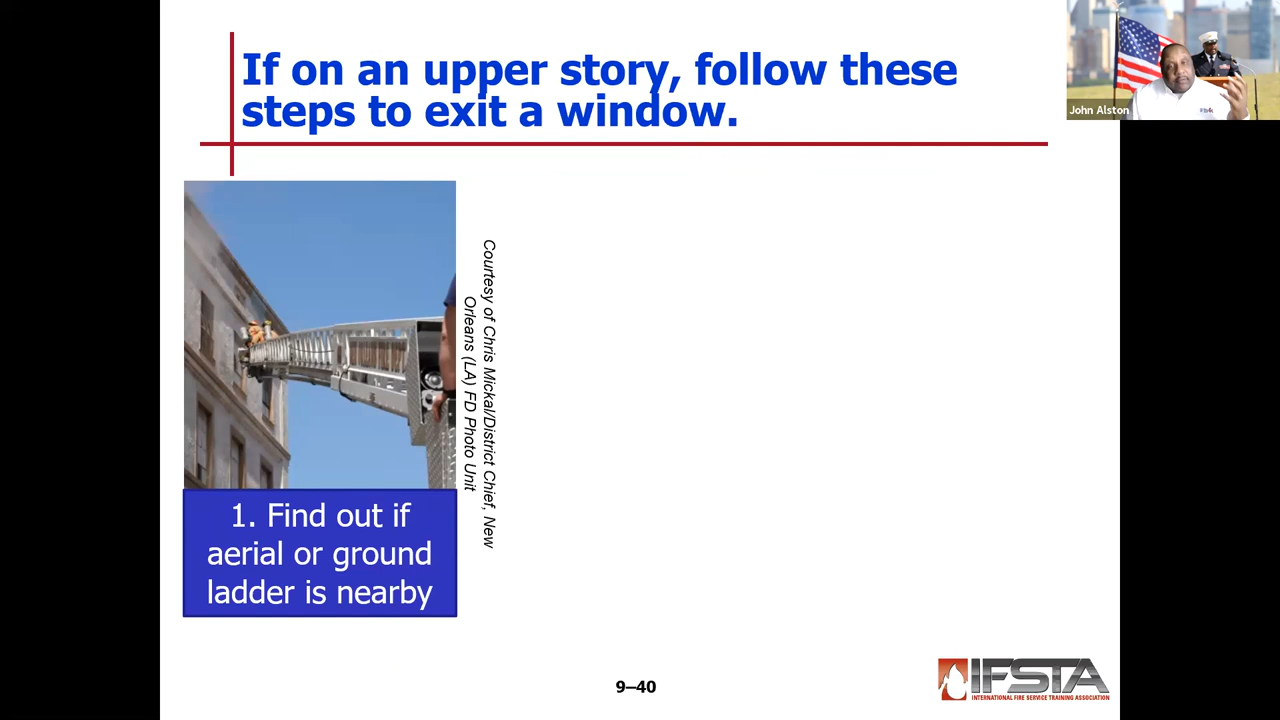 If on an upper story, follow these
steps to exit a window.
John Alston
Courtesy of Chris Mickal/District Chief, New
Orleans (LA) FD Photo Unit
1. Find out if
aerial or ground
ladder is nearby
9–40
IFSTA
INTERNATIONAL FIRE SERVICE TRAINING ASSOCIATION